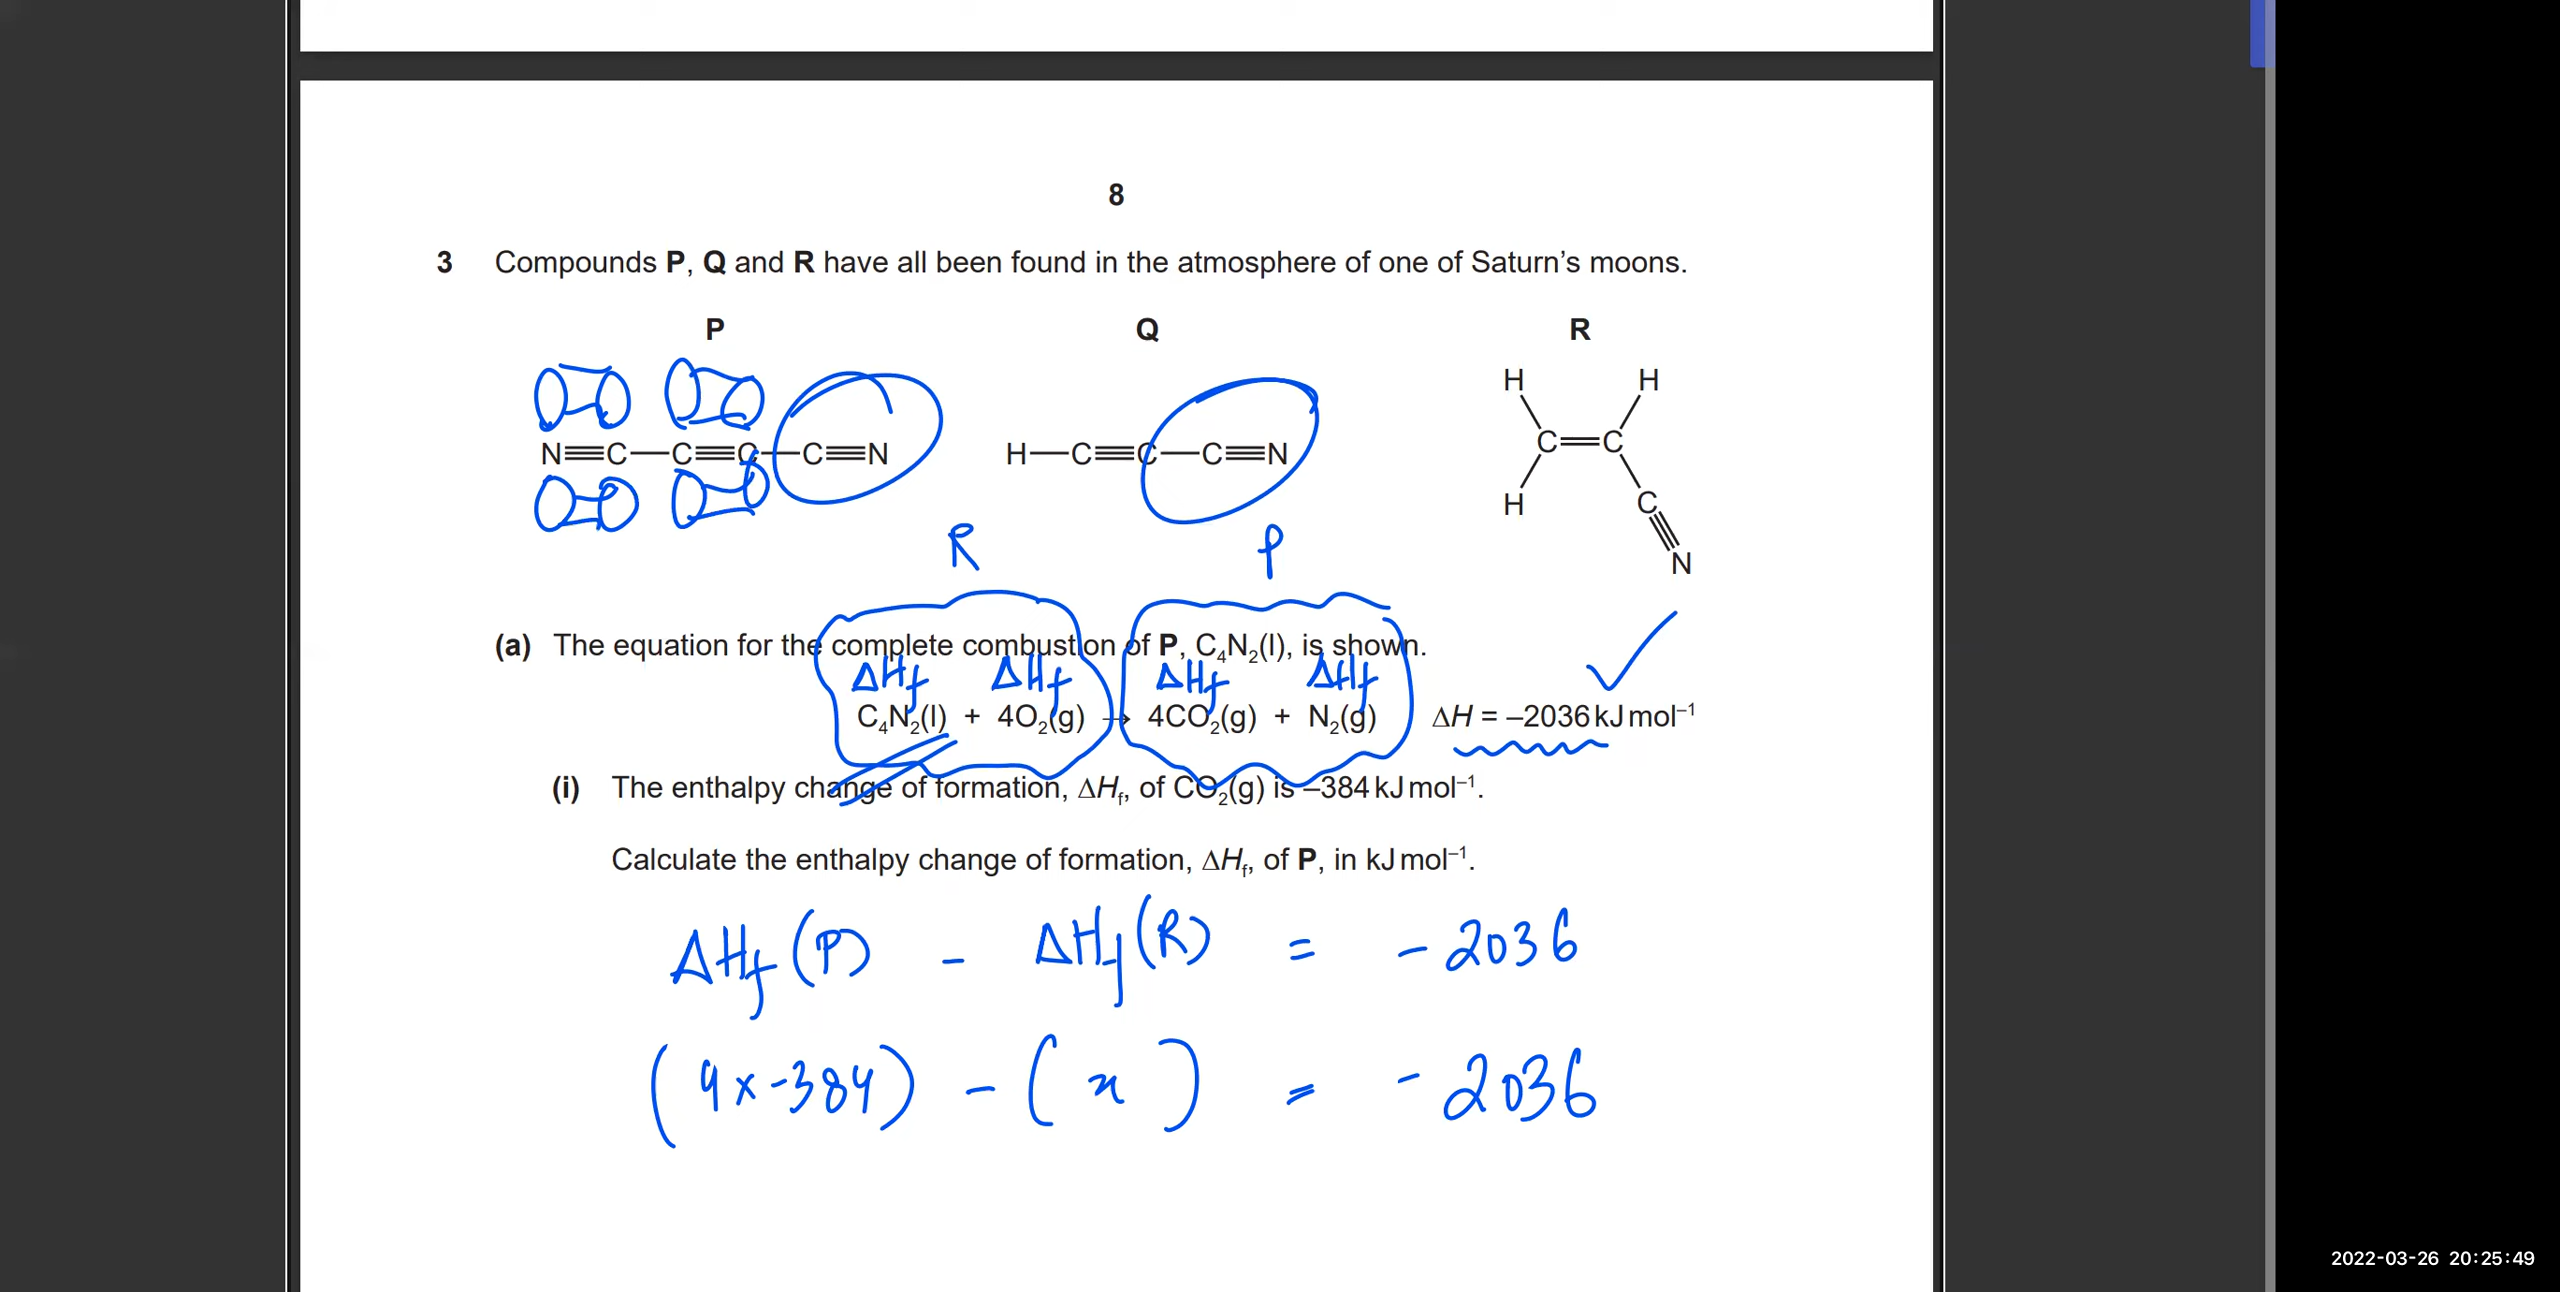 8
3 Compounds P, Q and R have all been found in the atmosphere of one of Saturn's moons.
P Q R
H H
N≡C—C≡C—C≡N H—C≡C—C≡N C=C
H C
R P
N
(a) The equation for the complete combustion of P, C₄N₂(l), is shown.
ΔHf ΔHf ΔHf ΔHf
C₄N₂(l) + 4O₂(g) → 4CO₂(g) + N₂(g) ΔH = –2036 kJ mol⁻¹
(i) The enthalpy change of formation, ΔHf, of CO₂(g) is –384 kJ mol⁻¹.
Calculate the enthalpy change of formation, ΔHf, of P, in kJ mol⁻¹.
ΔHf (P) - ΔHf (R) = - 2036
(4x-384) - (x) = - 2036
2022-03-26 20:25:49